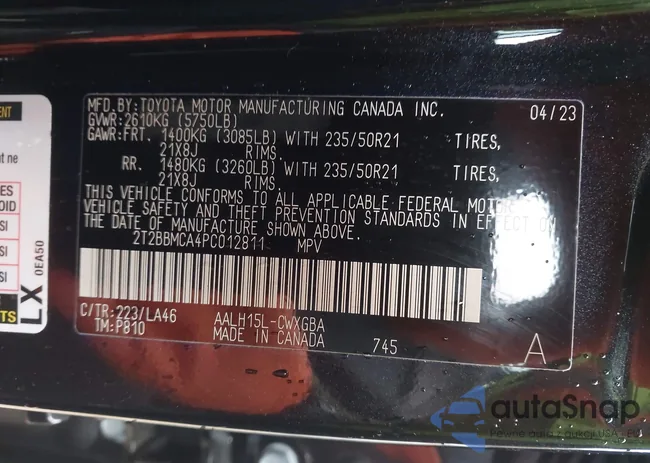 MFD.BY:TOYOTA MOTOR MANUFACTURING CANADA INC. 04/23
GVWR:2610KG (5750LB)
GAWR:FRT. 1400KG (3085LB) WITH 235/50R21 TIRES,
21X8J RIMS.
RR. 1480KG (3260LB) WITH 235/50R21 TIRES,
21X8J RIMS.
THIS VEHICLE CONFORMS TO ALL APPLICABLE FEDERAL MOTOR
VEHICLE SAFETY AND THEFT PREVENTION STANDARDS IN EFFECT ON
THE DATE OF MANUFACTURE SHOWN ABOVE.
2T2BBMCA4PC012811 MPV
C/TR:223/LA46 AALH15L-CWXGBA
TM:P810 MADE IN CANADA 745 A
LX
0EA50
autaSnap